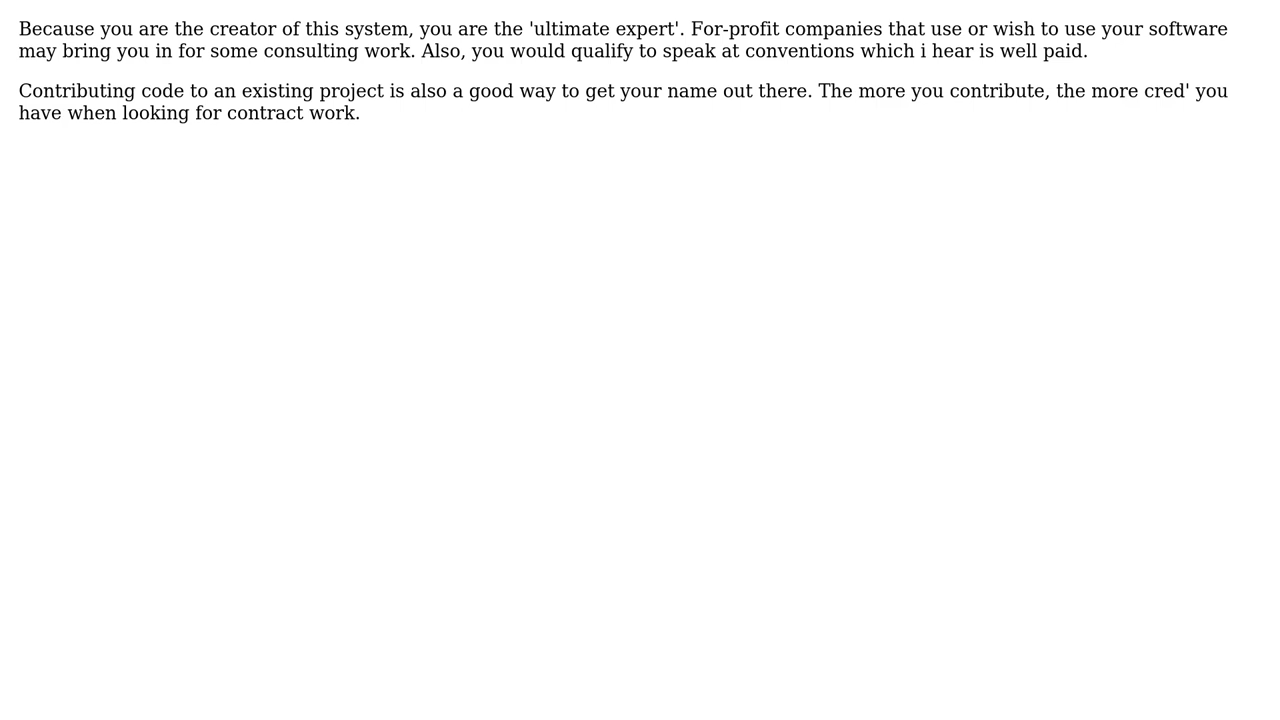 Because you are the creator of this system, you are the 'ultimate expert'. For-profit companies that use or wish to use your software
may bring you in for some consulting work. Also, you would qualify to speak at conventions which i hear is well paid.
Contributing code to an existing project is also a good way to get your name out there. The more you contribute, the more cred' you
have when looking for contract work.